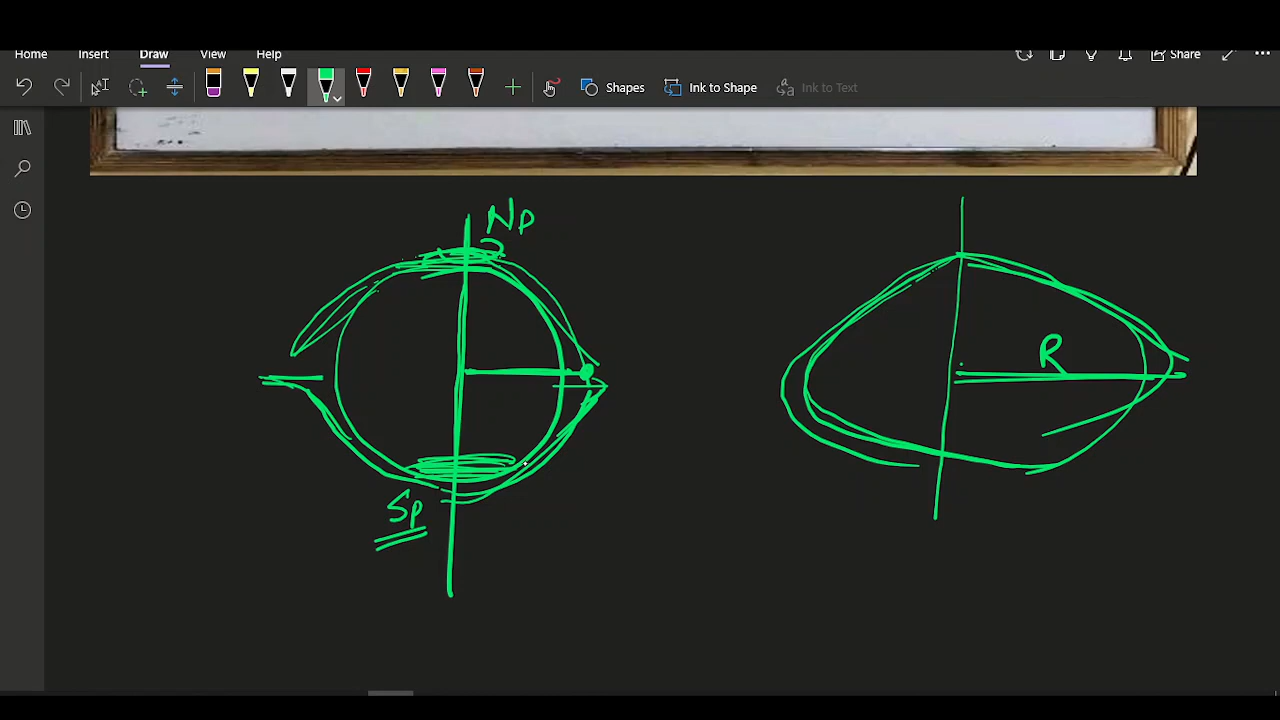 Home Insert Draw View Help Share
Shapes Ink to Shape Ink to Text
Np
R
Sp